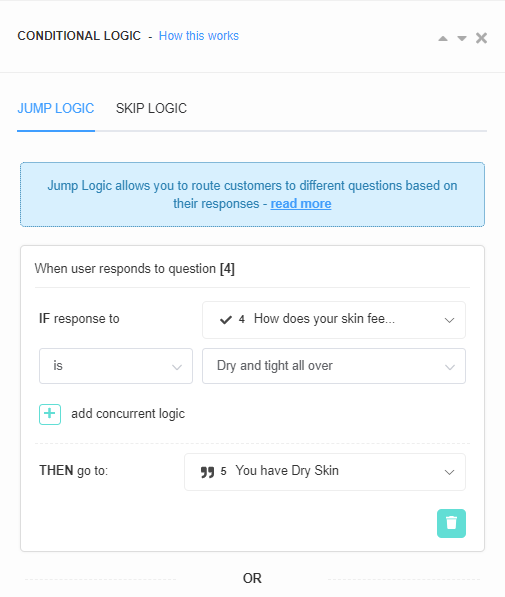 CONDITIONAL LOGIC - How this works
JUMP LOGIC SKIP LOGIC
Jump Logic allows you to route customers to different questions based on
their responses - read more
When user responds to question [4]
IF response to 4 How does your skin fee...
is Dry and tight all over
add concurrent logic
THEN go to: 5 You have Dry Skin
OR